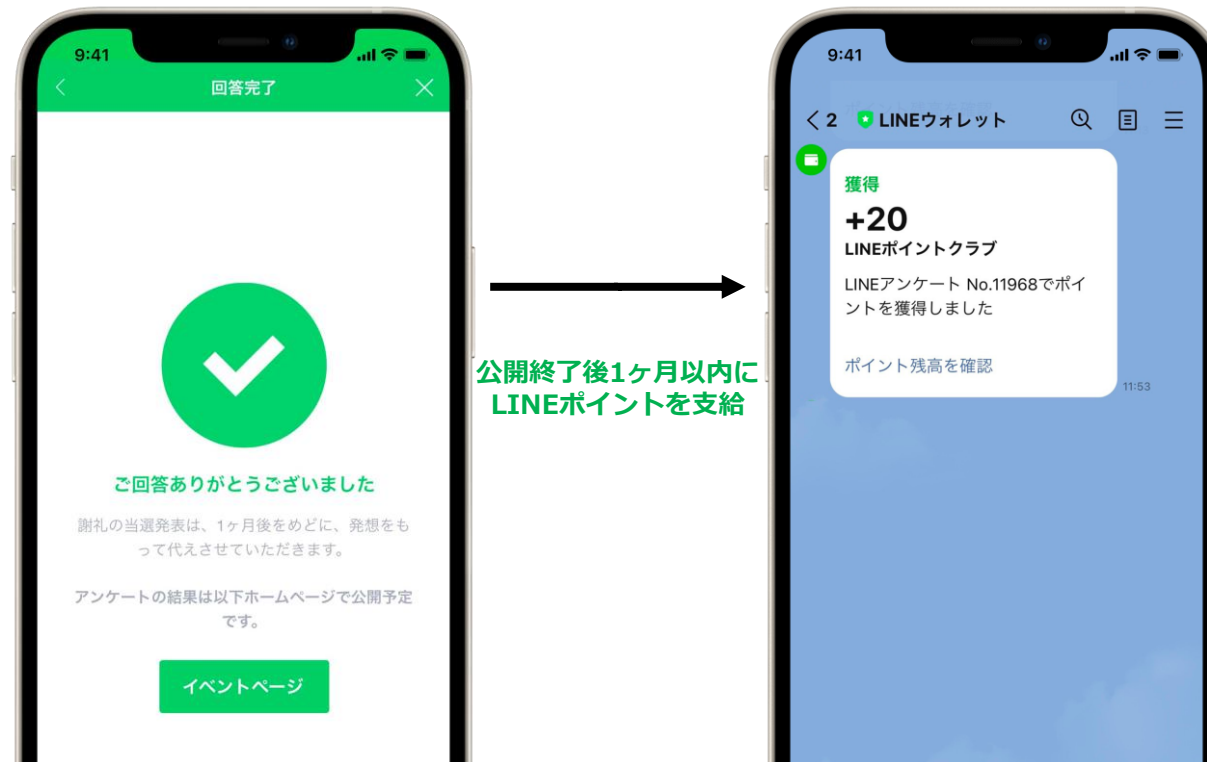 9:41
回答完了
ご回答ありがとうございました
謝礼の当選発表は、1ヶ月後をめどに、発想をも
って代えさせていただきます。
アンケートの結果は以下ホームページで公開予定
です。
イベントページ
公開終了後1ヶ月以内に
LINEポイントを支給
9:41
2 LINEウォレット
獲得
+20
LINEポイントクラブ
LINEアンケート No.11968でポイ
ントを獲得しました
ポイント残高を確認
11:53